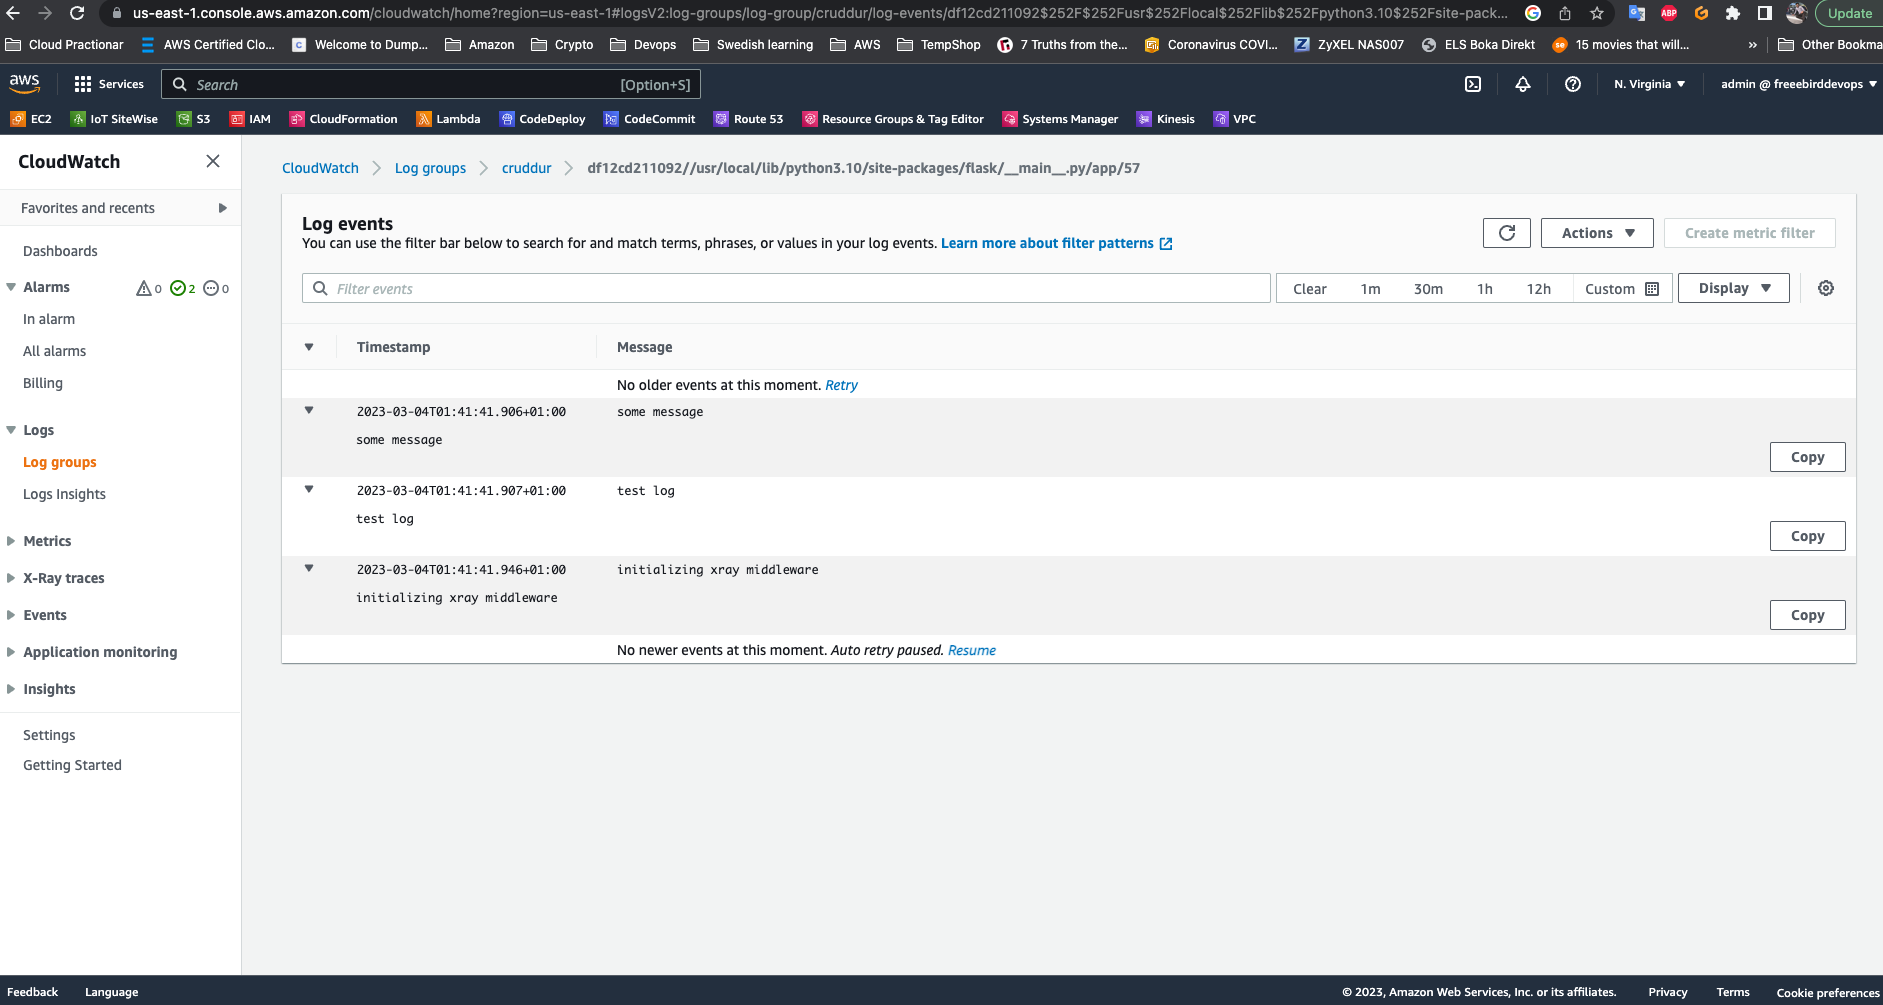 us-east-1.console.aws.amazon.com/cloudwatch/home?region=us-east-1#logsV2:log-groups/log-group/cruddur/log-events/df12cd211092$252F$252Fusr$252Flocal$252Flib$252Fpython3.10$252Fsite-pack...
Update
Cloud Practionar
AWS Certified Clo...
Welcome to Dump...
Amazon
Crypto
Devops
Swedish learning
AWS
TempShop
7 Truths from the...
Coronavirus COVI...
ZyXEL NAS007
ELS Boka Direkt
15 movies that will...
»
Other Bookma
aws
Services
Search
[Option+S]
N. Virginia
admin @ freeebirddevops
EC2
IoT SiteWise
S3
IAM
CloudFormation
Lambda
CodeDeploy
CodeCommit
Route 53
Resource Groups & Tag Editor
Systems Manager
Kinesis
VPC
CloudWatch
Favorites and recents
Dashboards
Alarms 0 2 0
In alarm
All alarms
Billing
Logs
Log groups
Logs Insights
Metrics
X-Ray traces
Events
Application monitoring
Insights
Settings
Getting Started
CloudWatch
Log groups
cruddur
df12cd211092//usr/local/lib/python3.10/site-packages/flask/__main__.py/app/57
Log events
You can use the filter bar below to search for and match terms, phrases, or values in your log events. Learn more about filter patterns
Actions
Create metric filter
Filter events
Clear
1m
30m
1h
12h
Custom
Display
Timestamp
Message
No older events at this moment. Retry
2023-03-04T01:41:41.906+01:00 some message
some message
Copy
2023-03-04T01:41:41.907+01:00 test log
test log
Copy
2023-03-04T01:41:41.946+01:00 initializing xray middleware
initializing xray middleware
Copy
No newer events at this moment. Auto retry paused. Resume
Feedback
Language
© 2023, Amazon Web Services, Inc. or its affiliates.
Privacy
Terms
Cookie preferences